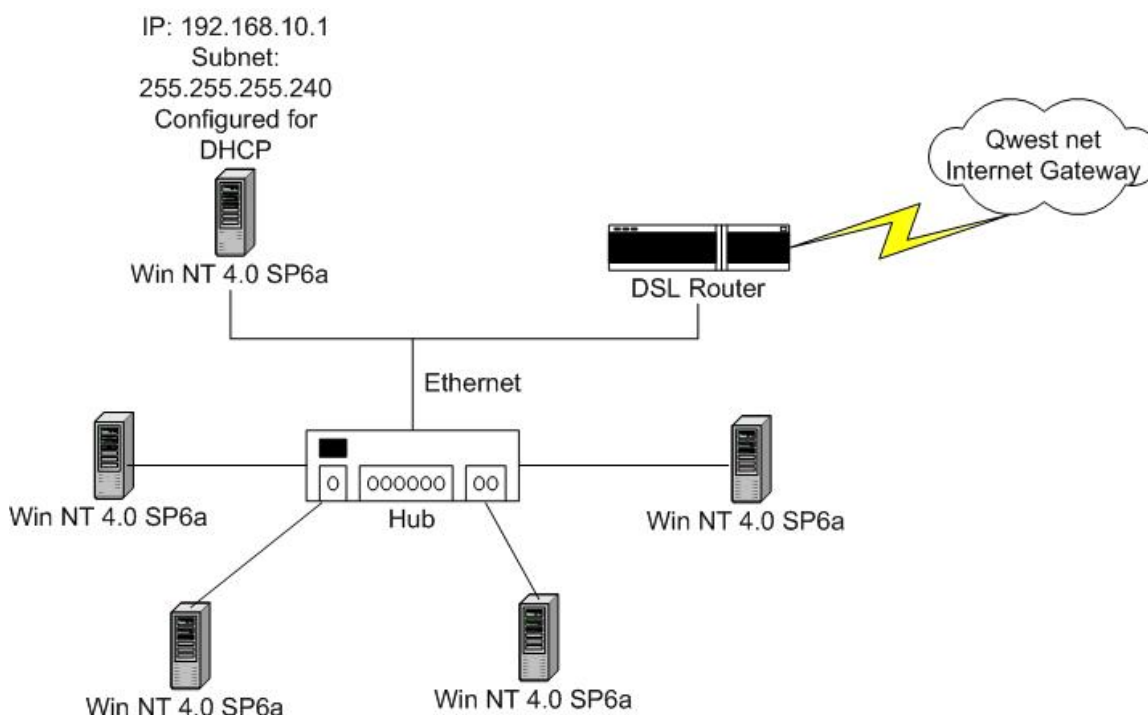 IP: 192.168.10.1
Subnet:
255.255.255.240
Configured for
DHCP
Win NT 4.0 SP6a
Qwest net
Internet Gateway
DSL Router
Ethernet
Win NT 4.0 SP6a
Hub
Win NT 4.0 SP6a
Win NT 4.0 SP6a
Win NT 4.0 SP6a